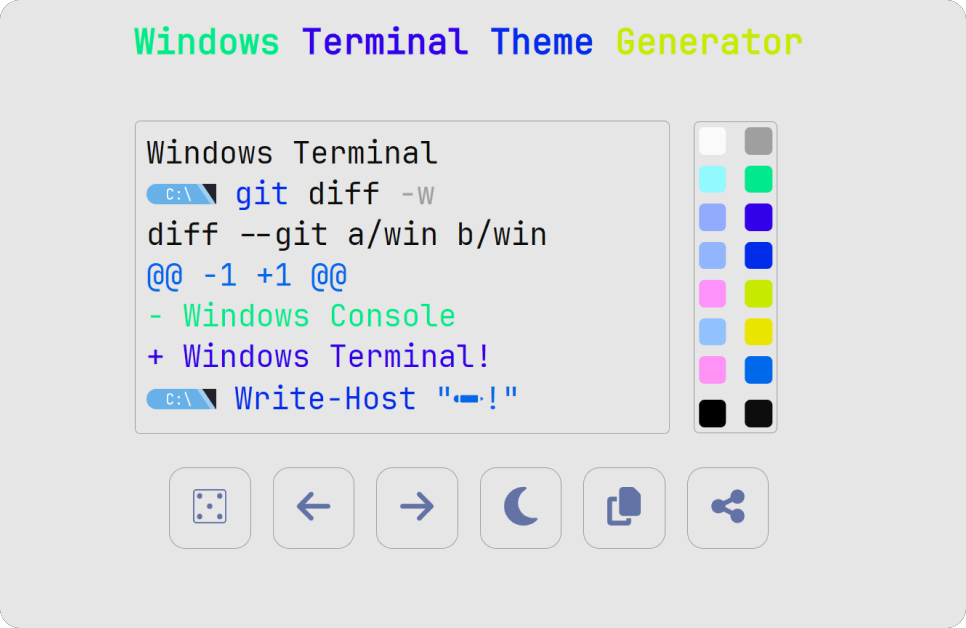 Windows Terminal Theme Generator
Windows Terminal
C:\ git diff -w
diff --git a/win b/win
@@ -1 +1 @@
- Windows Console
+ Windows Terminal!
C:\ Write-Host "!"